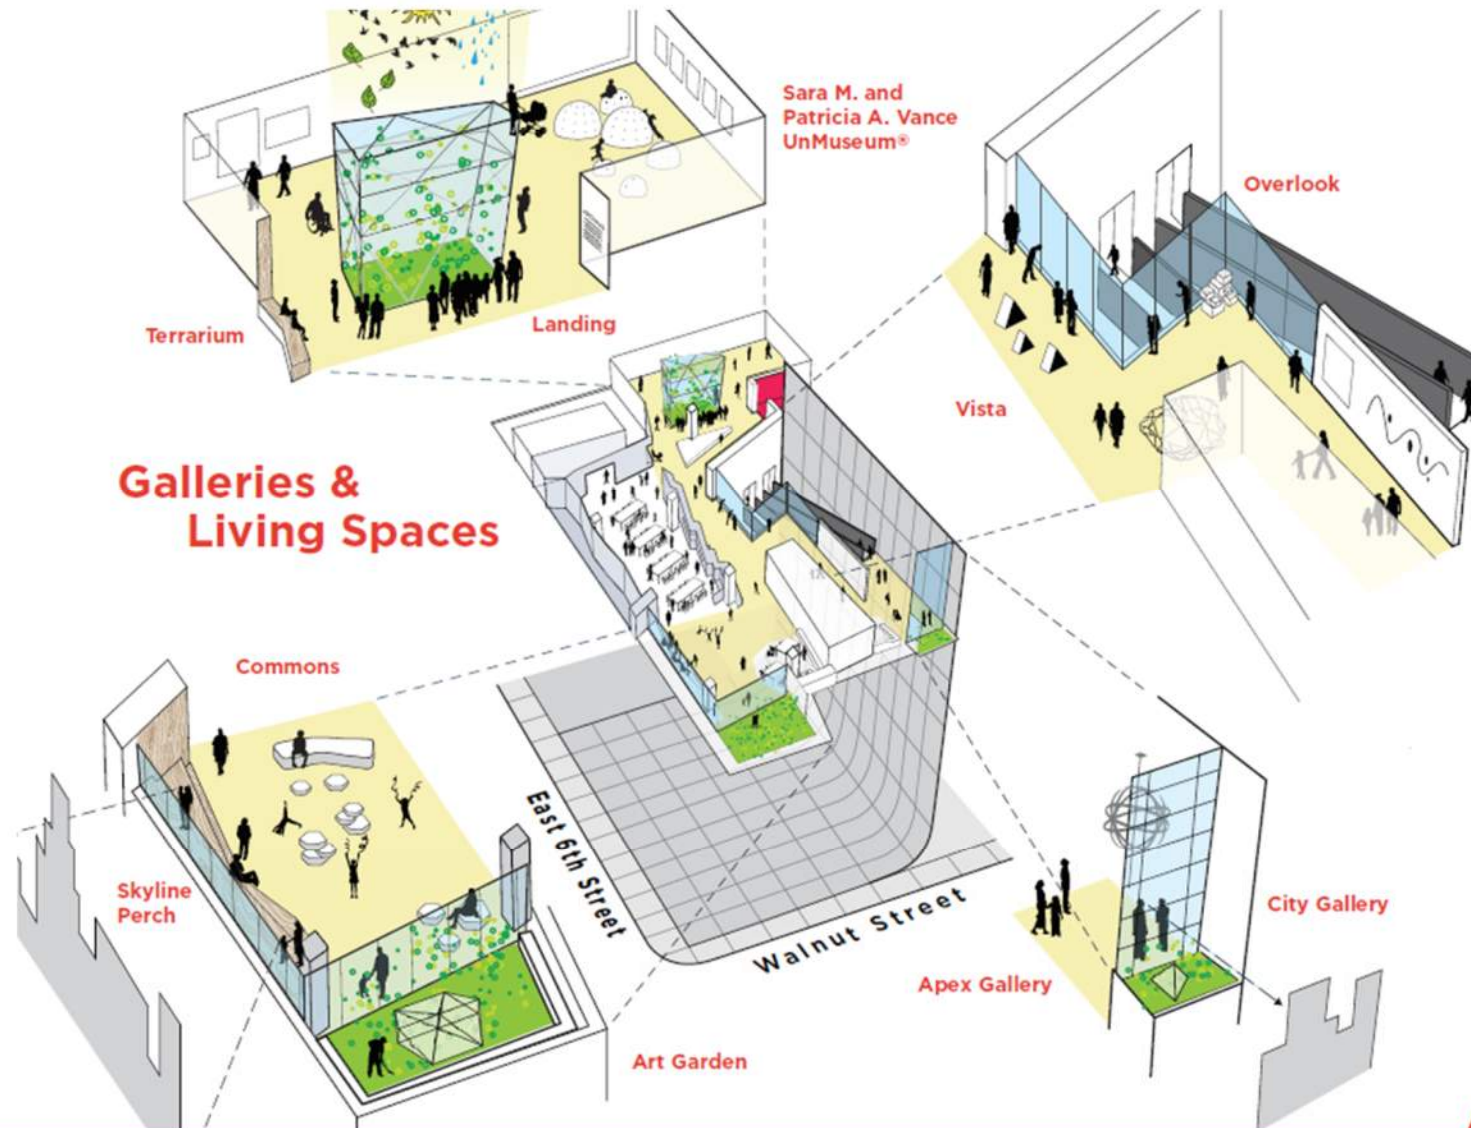 Sara M. and
Patricia A. Vance
UnMuseum®
Overlook
Terrarium
Landing
Vista
Galleries &
Living Spaces
Commons
Skyline
Perch
East 6th Street
Walnut Street
City Gallery
Apex Gallery
Art Garden